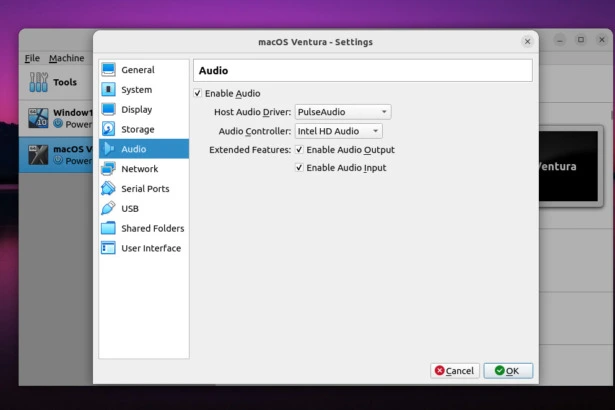 macOS Ventura - Settings
File Machine
Tools
Window1
Power
macOS V
Power
General
System
Display
Storage
Audio
Network
Serial Ports
USB
Shared Folders
User Interface
Audio
Enable Audio
Host Audio Driver: PulseAudio
Audio Controller: Intel HD Audio
Extended Features: Enable Audio Output
Enable Audio Input
Ventura
Cancel OK